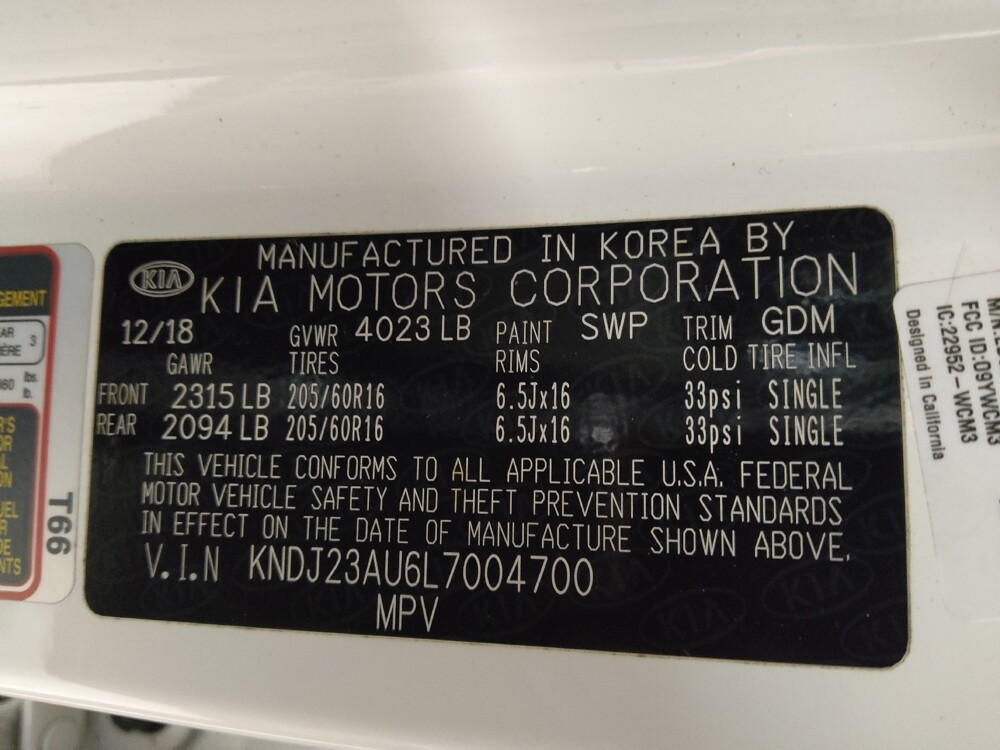 MANUFACTURED IN KOREA BY
KIA KIA MOTORS CORPORATION
12/18 GVWR 4023 LB PAINT SWP TRIM GDM
GAWR TIRES RIMS COLD TIRE INFL
FRONT 2315 LB 205/60R16 6.5Jx16 33psi SINGLE
REAR 2094 LB 205/60R16 6.5Jx16 33psi SINGLE
THIS VEHICLE CONFORMS TO ALL APPLICABLE U.S.A. FEDERAL
MOTOR VEHICLE SAFETY AND THEFT PREVENTION STANDARDS
IN EFFECT ON THE DATE OF MANUFACTURE SHOWN ABOVE.
V.I.N KNDJ23AU6L7004700
MPV
T66
FCC ID:O9YWCM3
IC:22952-WCM3
Designed in California